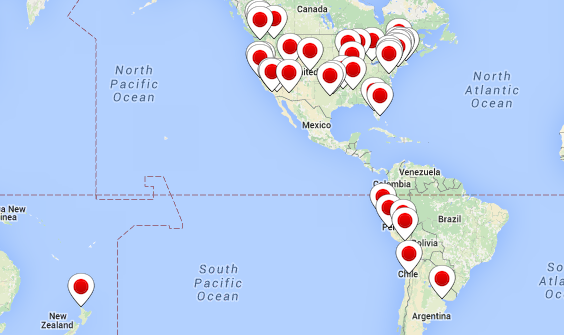 Canada
North
Pacific
Ocean
North
Atlantic
Ocean
Mexico
Venezuela
Colombia
Brazil
Bolivia
South
Pacific
Ocean
Chile
New
Zealand
Argentina